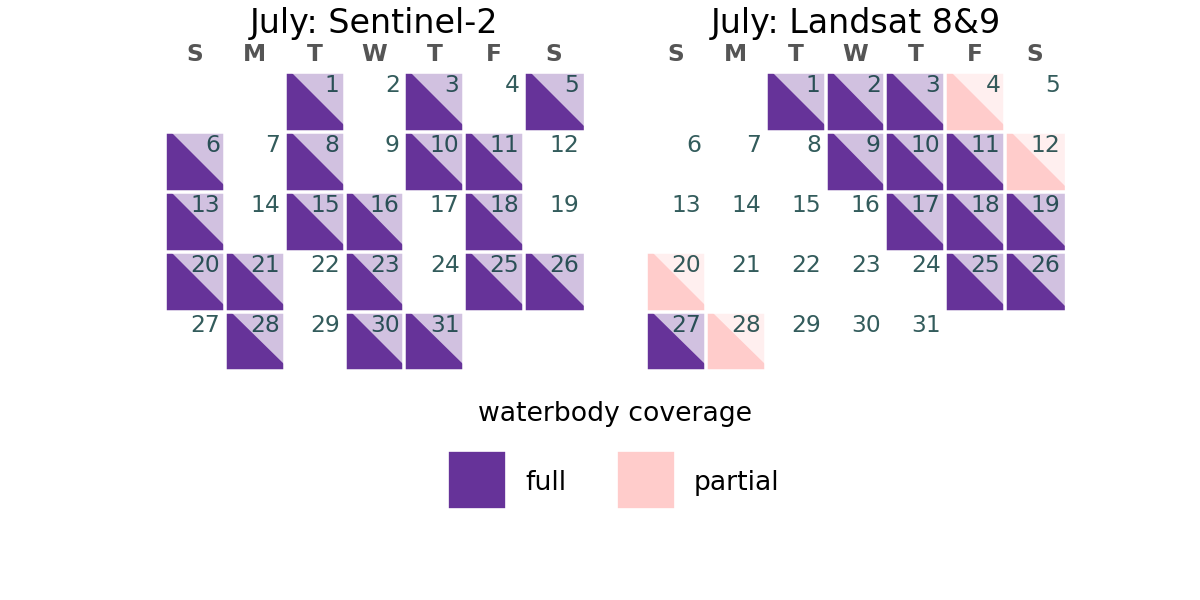 July: Sentinel-2
S M T W T F S
1 2 3 4 5
6 7 8 9 10 11 12
13 14 15 16 17 18 19
20 21 22 23 24 25 26
27 28 29 30 31
July: Landsat 8&9
S M T W T F S
1 2 3 4 5
6 7 8 9 10 11 12
13 14 15 16 17 18 19
20 21 22 23 24 25 26
27 28 29 30 31
waterbody coverage
full partial